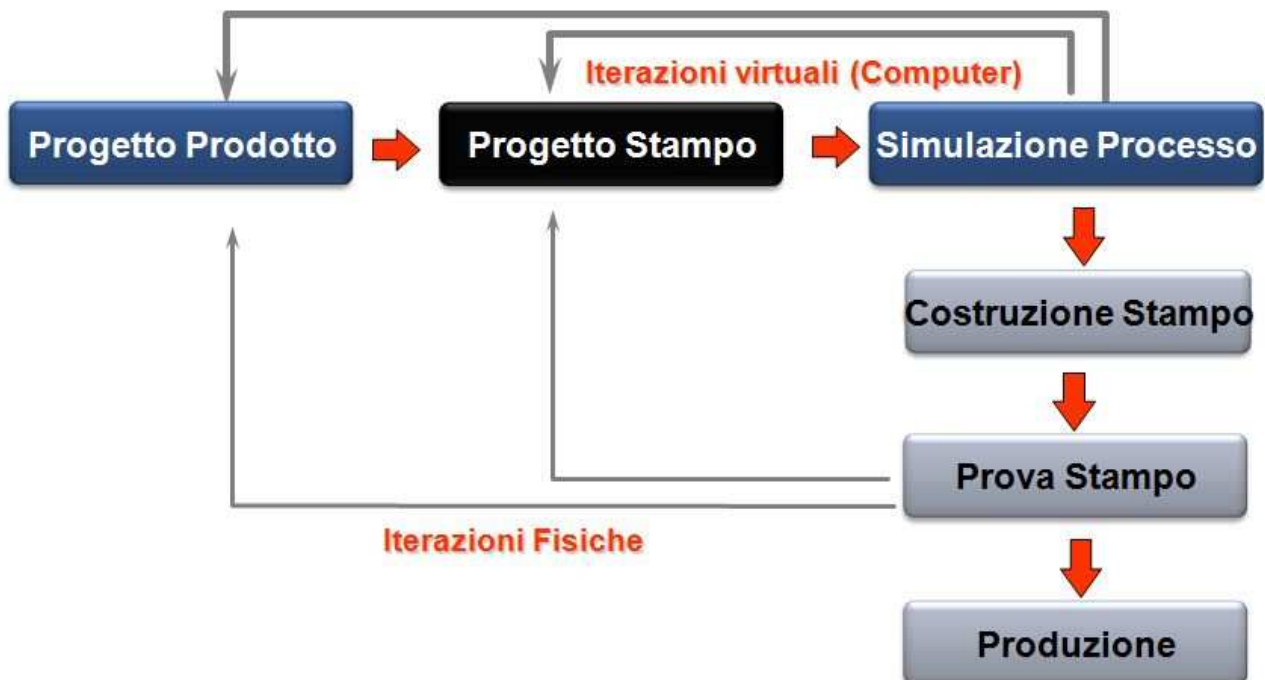 Iterazioni virtuali (Computer)
Progetto Prodotto
Progetto Stampo
Simulazione Processo
Costruzione Stampo
Prova Stampo
Iterazioni Fisiche
Produzione